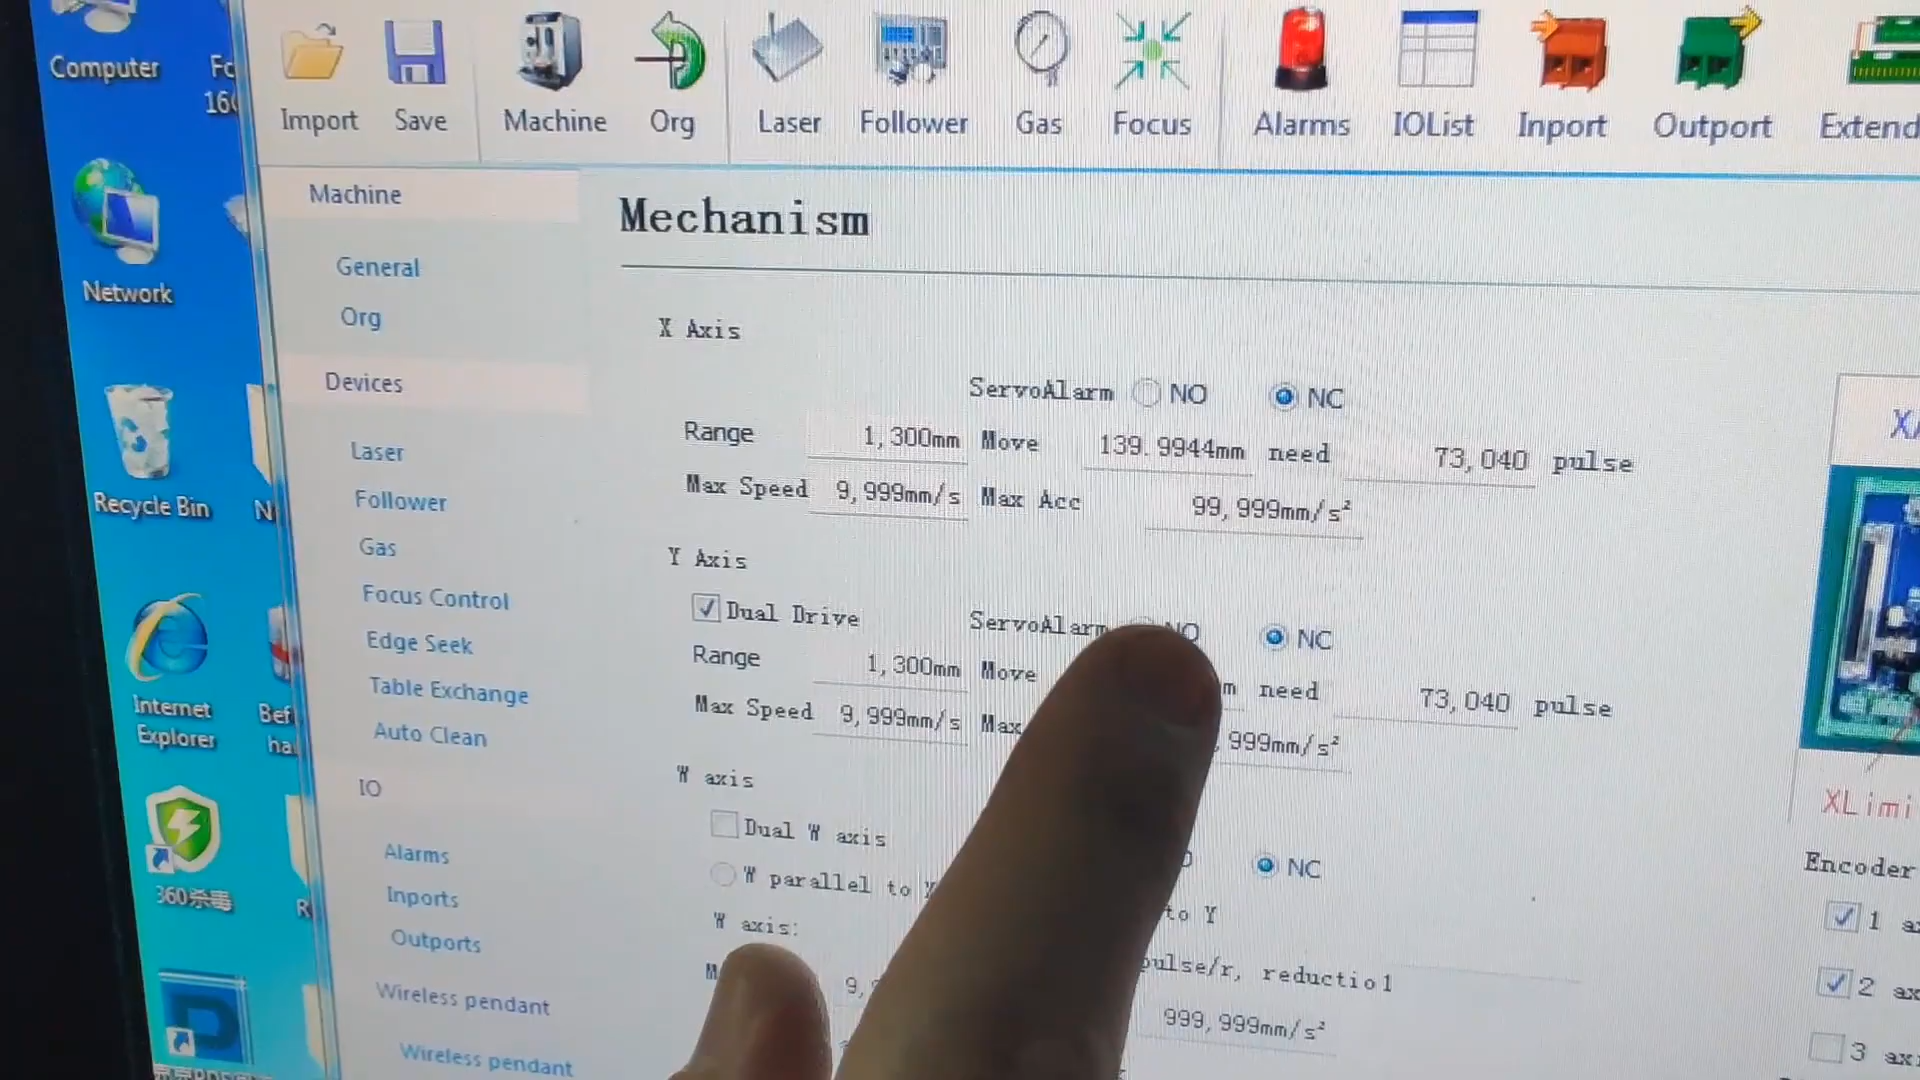 Computer
Network
Recycle Bin
Internet
Explorer
360杀毒
Import Save Machine Org Laser Follower Gas Focus Alarms IOList Inport Outport Extend
Machine
General
Org
Devices
Laser
Follower
Gas
Focus Control
Edge Seek
Table Exchange
Auto Clean
IO
Alarms
Inports
Outports
Wireless pendant
Wireless pendant
Mechanism
X Axis
ServoAlarm NO NC
Range 1,300mm Move 139.9944mm need 73,040 pulse
Max Speed 9,999mm/s Max Acc 99,999mm/s²
Y Axis
Dual Drive ServoAlarm NO NC
Range 1,300mm Move need 73,040 pulse
Max Speed 9,999mm/s Max 999mm/s²
W axis
Dual W axis NC
W parallel to to Y
W axis: pulse/r, reductio1
999,999mm/s²
XLimi
Encoder
1
2
3